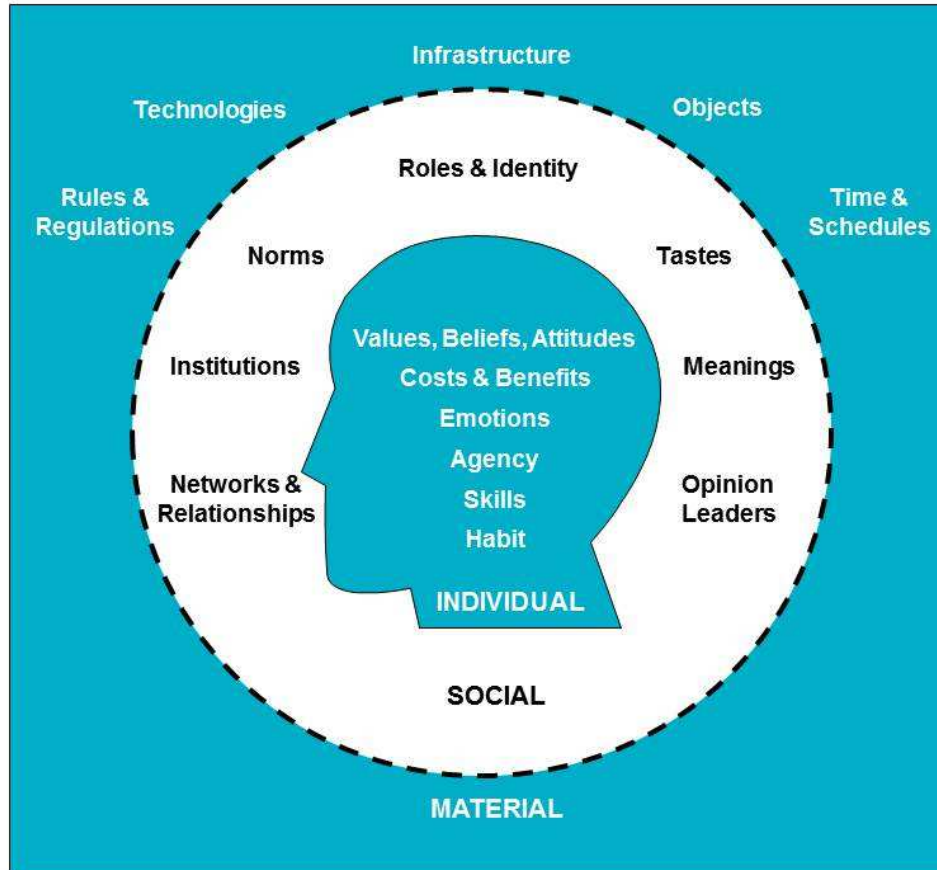 Infrastructure
Technologies
Objects
Roles & Identity
Rules &
Regulations
Time &
Schedules
Norms
Tastes
Values, Beliefs, Attitudes
Institutions
Meanings
Costs & Benefits
Emotions
Agency
Networks &
Relationships
Opinion
Leaders
Skills
Habit
INDIVIDUAL
SOCIAL
MATERIAL